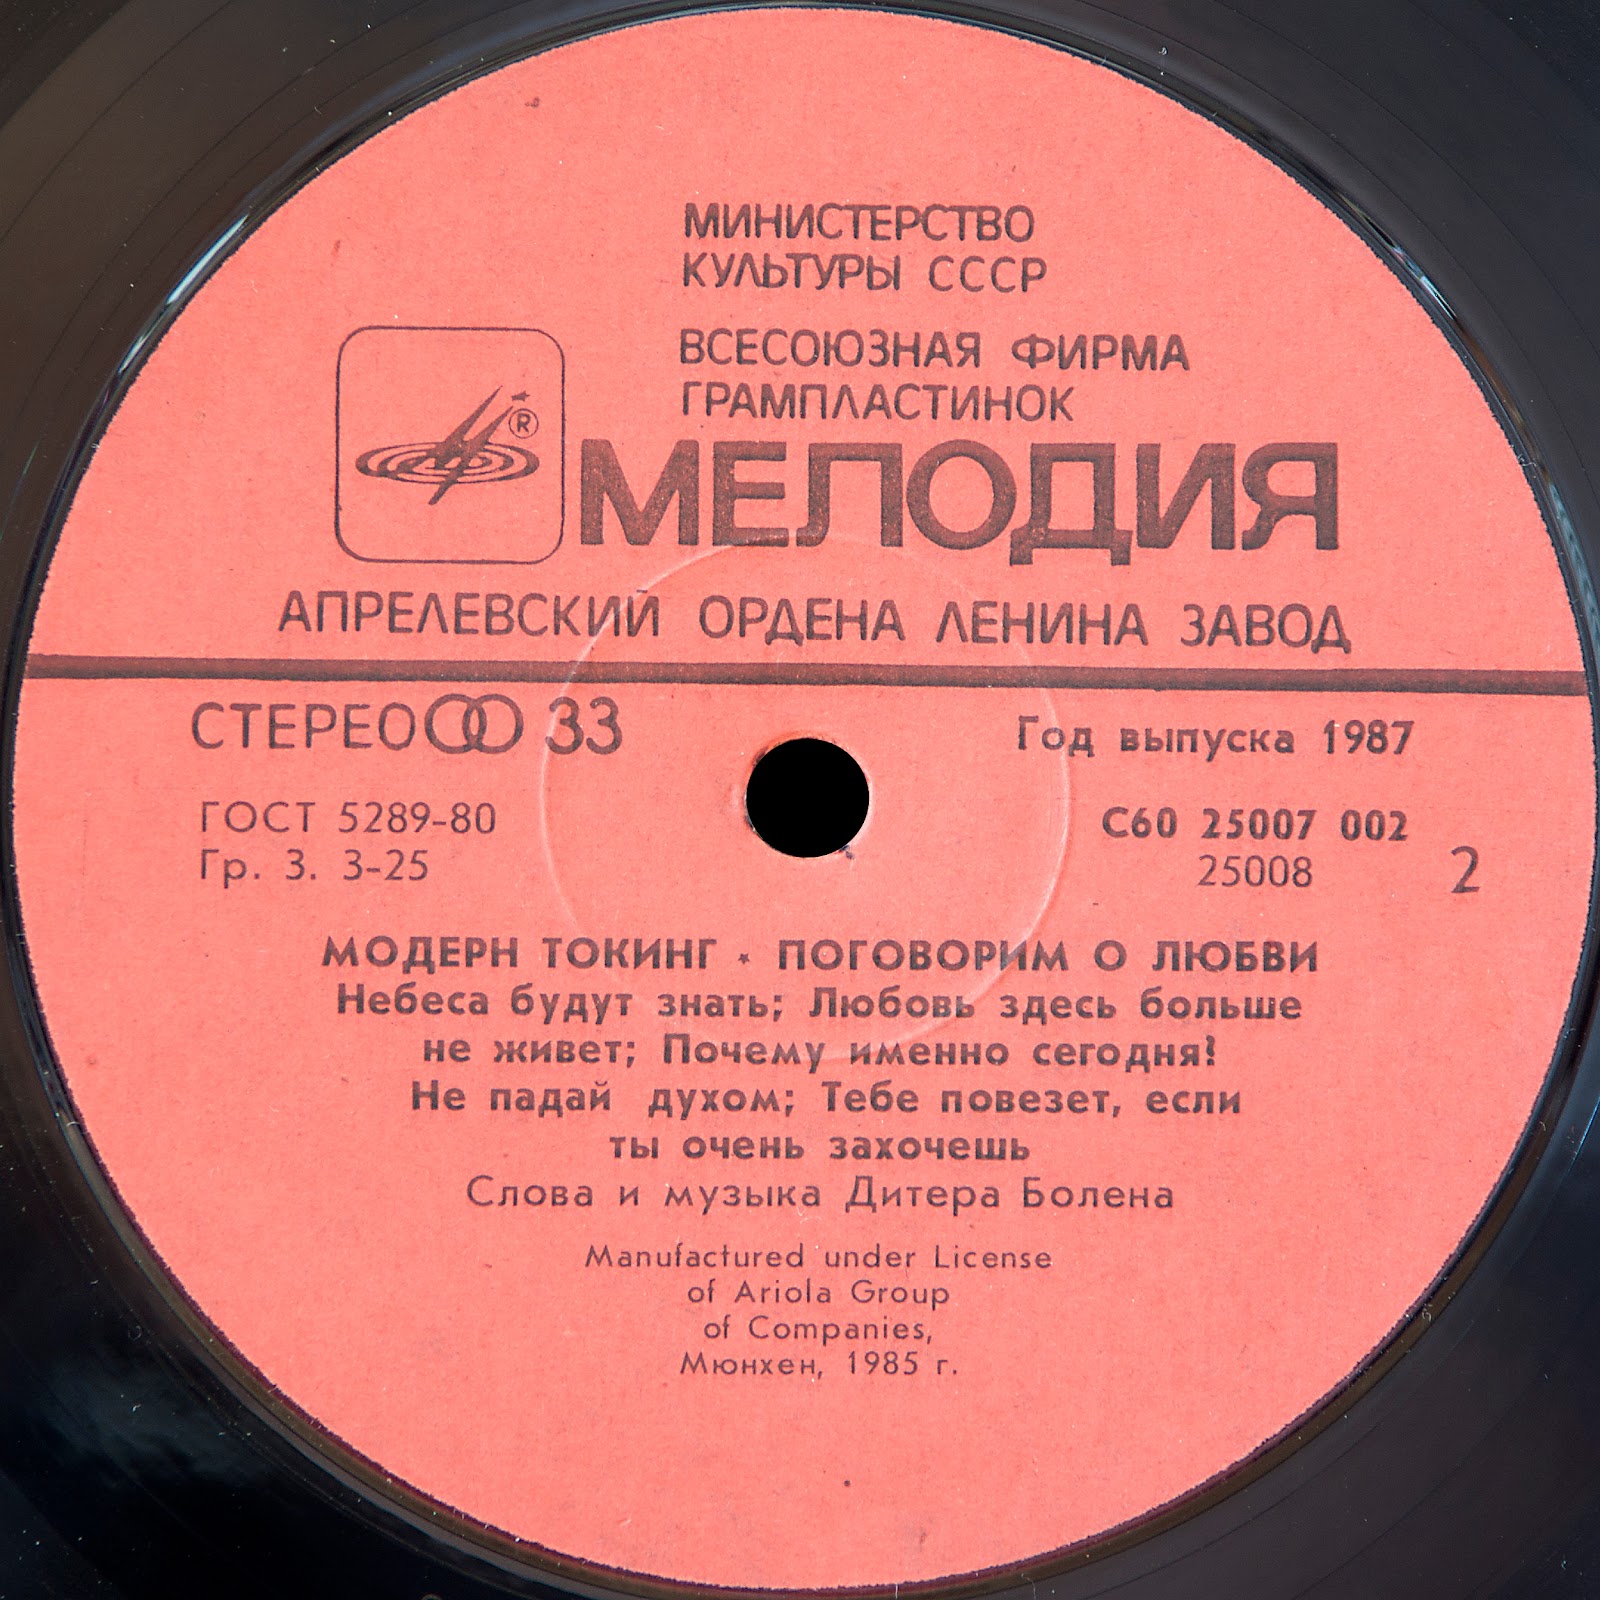 МИНИСТЕРСТВО
КУЛЬТУРЫ СССР
ВСЕСОЮЗНАЯ ФИРМА
ГРАМПЛАСТИНОК
®
МЕЛОДИЯ
АПРЕЛЕВСКИЙ ОРДЕНА ЛЕНИНА ЗАВОД
СТЕРЕО 33
Год выпуска 1987
ГОСТ 5289-80
С60 25007 002
Гр. 3. 3-25
25008
2
МОДЕРН ТОКИНГ ⋆ ПОГОВОРИМ О ЛЮБВИ
Небеса будут знать; Любовь здесь больше
не живет; Почему именно сегодня?
Не падай духом; Тебе повезет, если
ты очень захочешь
Слова и музыка Дитера Болена
Manufactured under License
of Ariola Group
of Companies,
Мюнхен, 1985 г.